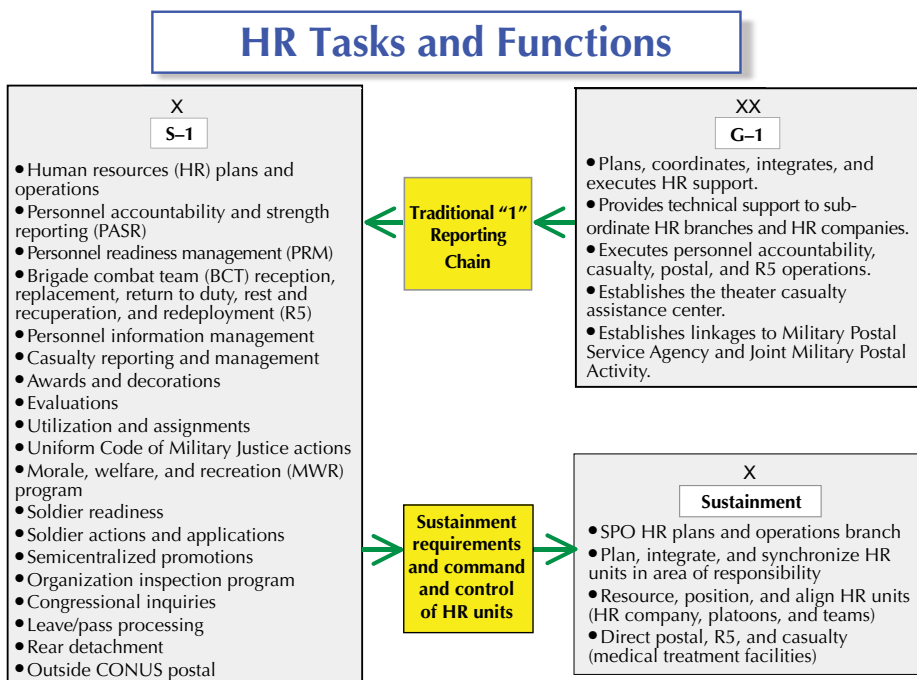 HR Tasks and Functions
X
S–1
•Human resources (HR) plans and
operations
•Personnel accountability and strength
reporting (PASR)
•Personnel readiness management (PRM)
•Brigade combat team (BCT) reception,
replacement, return to duty, rest and
recuperation, and redeployment (R5)
•Personnel information management
•Casualty reporting and management
•Awards and decorations
•Evaluations
•Utilization and assignments
•Uniform Code of Military Justice actions
•Morale, welfare, and recreation (MWR)
program
•Soldier readiness
•Soldier actions and applications
•Semicentralized promotions
•Organization inspection program
•Congressional inquiries
•Leave/pass processing
•Rear detachment
•Outside CONUS postal
Traditional “1”
Reporting
Chain
XX
G–1
•Plans, coordinates, integrates, and
executes HR support.
•Provides technical support to sub-
ordinate HR branches and HR companies.
•Executes personnel accountability,
casualty, postal, and R5 operations.
•Establishes the theater casualty
assistance center.
•Establishes linkages to Military Postal
Service Agency and Joint Military Postal
Activity.
Sustainment
requirements
and command
and control
of HR units
X
Sustainment
•SPO HR plans and operations branch
•Plan, integrate, and synchronize HR
units in area of responsibility
•Resource, position, and align HR units
(HR company, platoons, and teams)
•Direct postal, R5, and casualty
(medical treatment facilities)